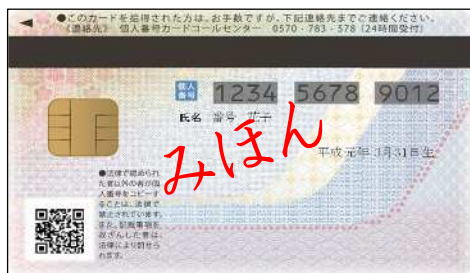 ●このカードを拾得された方は、お手数ですが、下記連絡先までご連絡ください。
《連絡先》 個人番号カードコールセンター 0570-783-578 (24時間受付)
個人番号 1234 5678 9012
氏名 番号 花子
みほん
平成元年 3月31日生
●法律で認められ
た者以外の者が個
人番号をコピーす
ることは、法律で
禁止されています。
また、記載事項を
改ざんした者は、
法律により罰せら
れます。